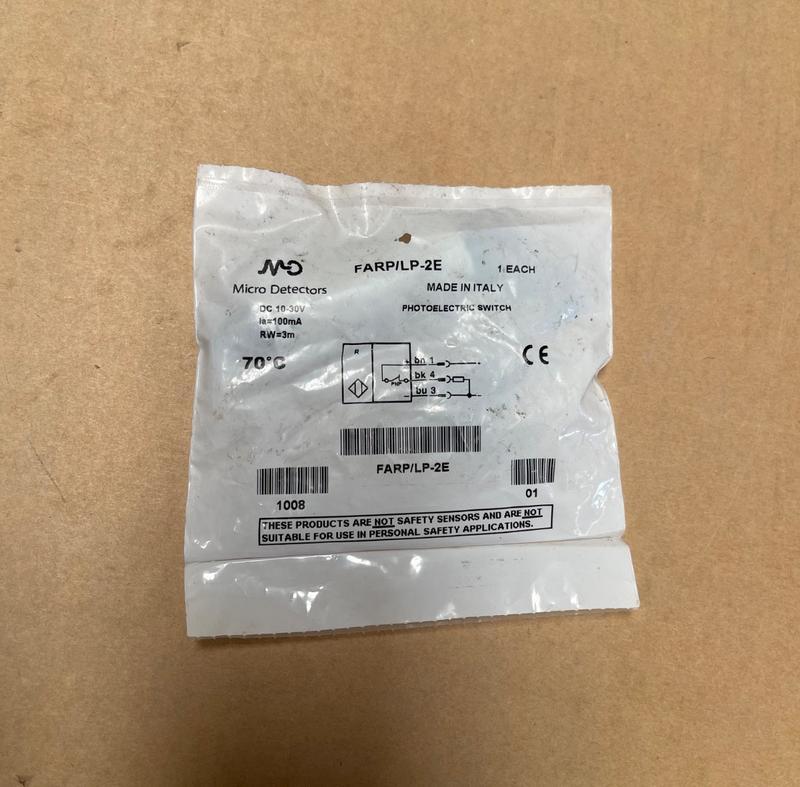 MD
Micro Detectors
FARP/LP-2E
1 EACH
MADE IN ITALY
DC 10-30V
Ia=100mA
RW=3m
PHOTOELECTRIC SWITCH
70°C
R
+ bn 1 +
bk 4
PNP
- bu 3 -
CE
FARP/LP-2E
1008
01
THESE PRODUCTS ARE NOT SAFETY SENSORS AND ARE NOT
SUITABLE FOR USE IN PERSONAL SAFETY APPLICATIONS.